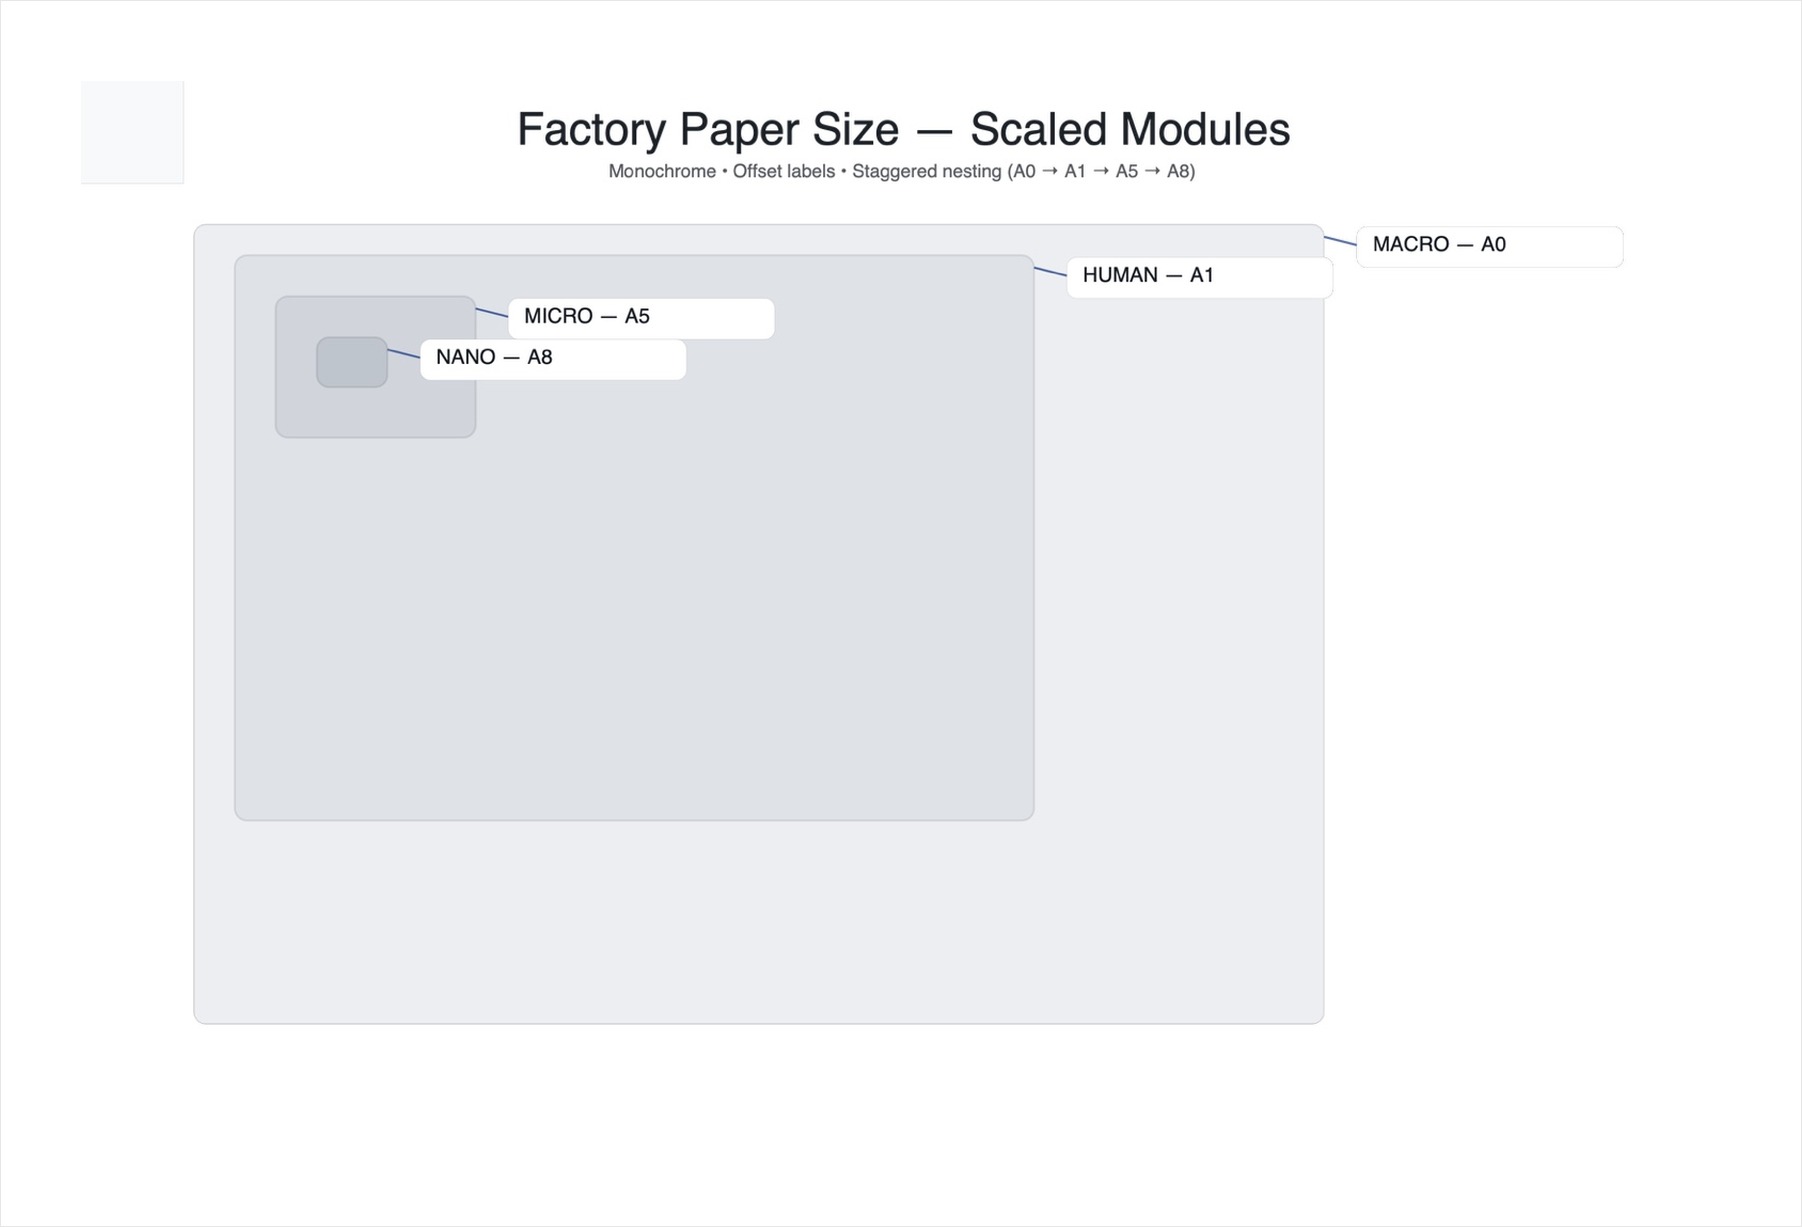 Factory Paper Size — Scaled Modules
Monochrome • Offset labels • Staggered nesting (A0 → A1 → A5 → A8)
MACRO — A0
HUMAN — A1
MICRO — A5
NANO — A8